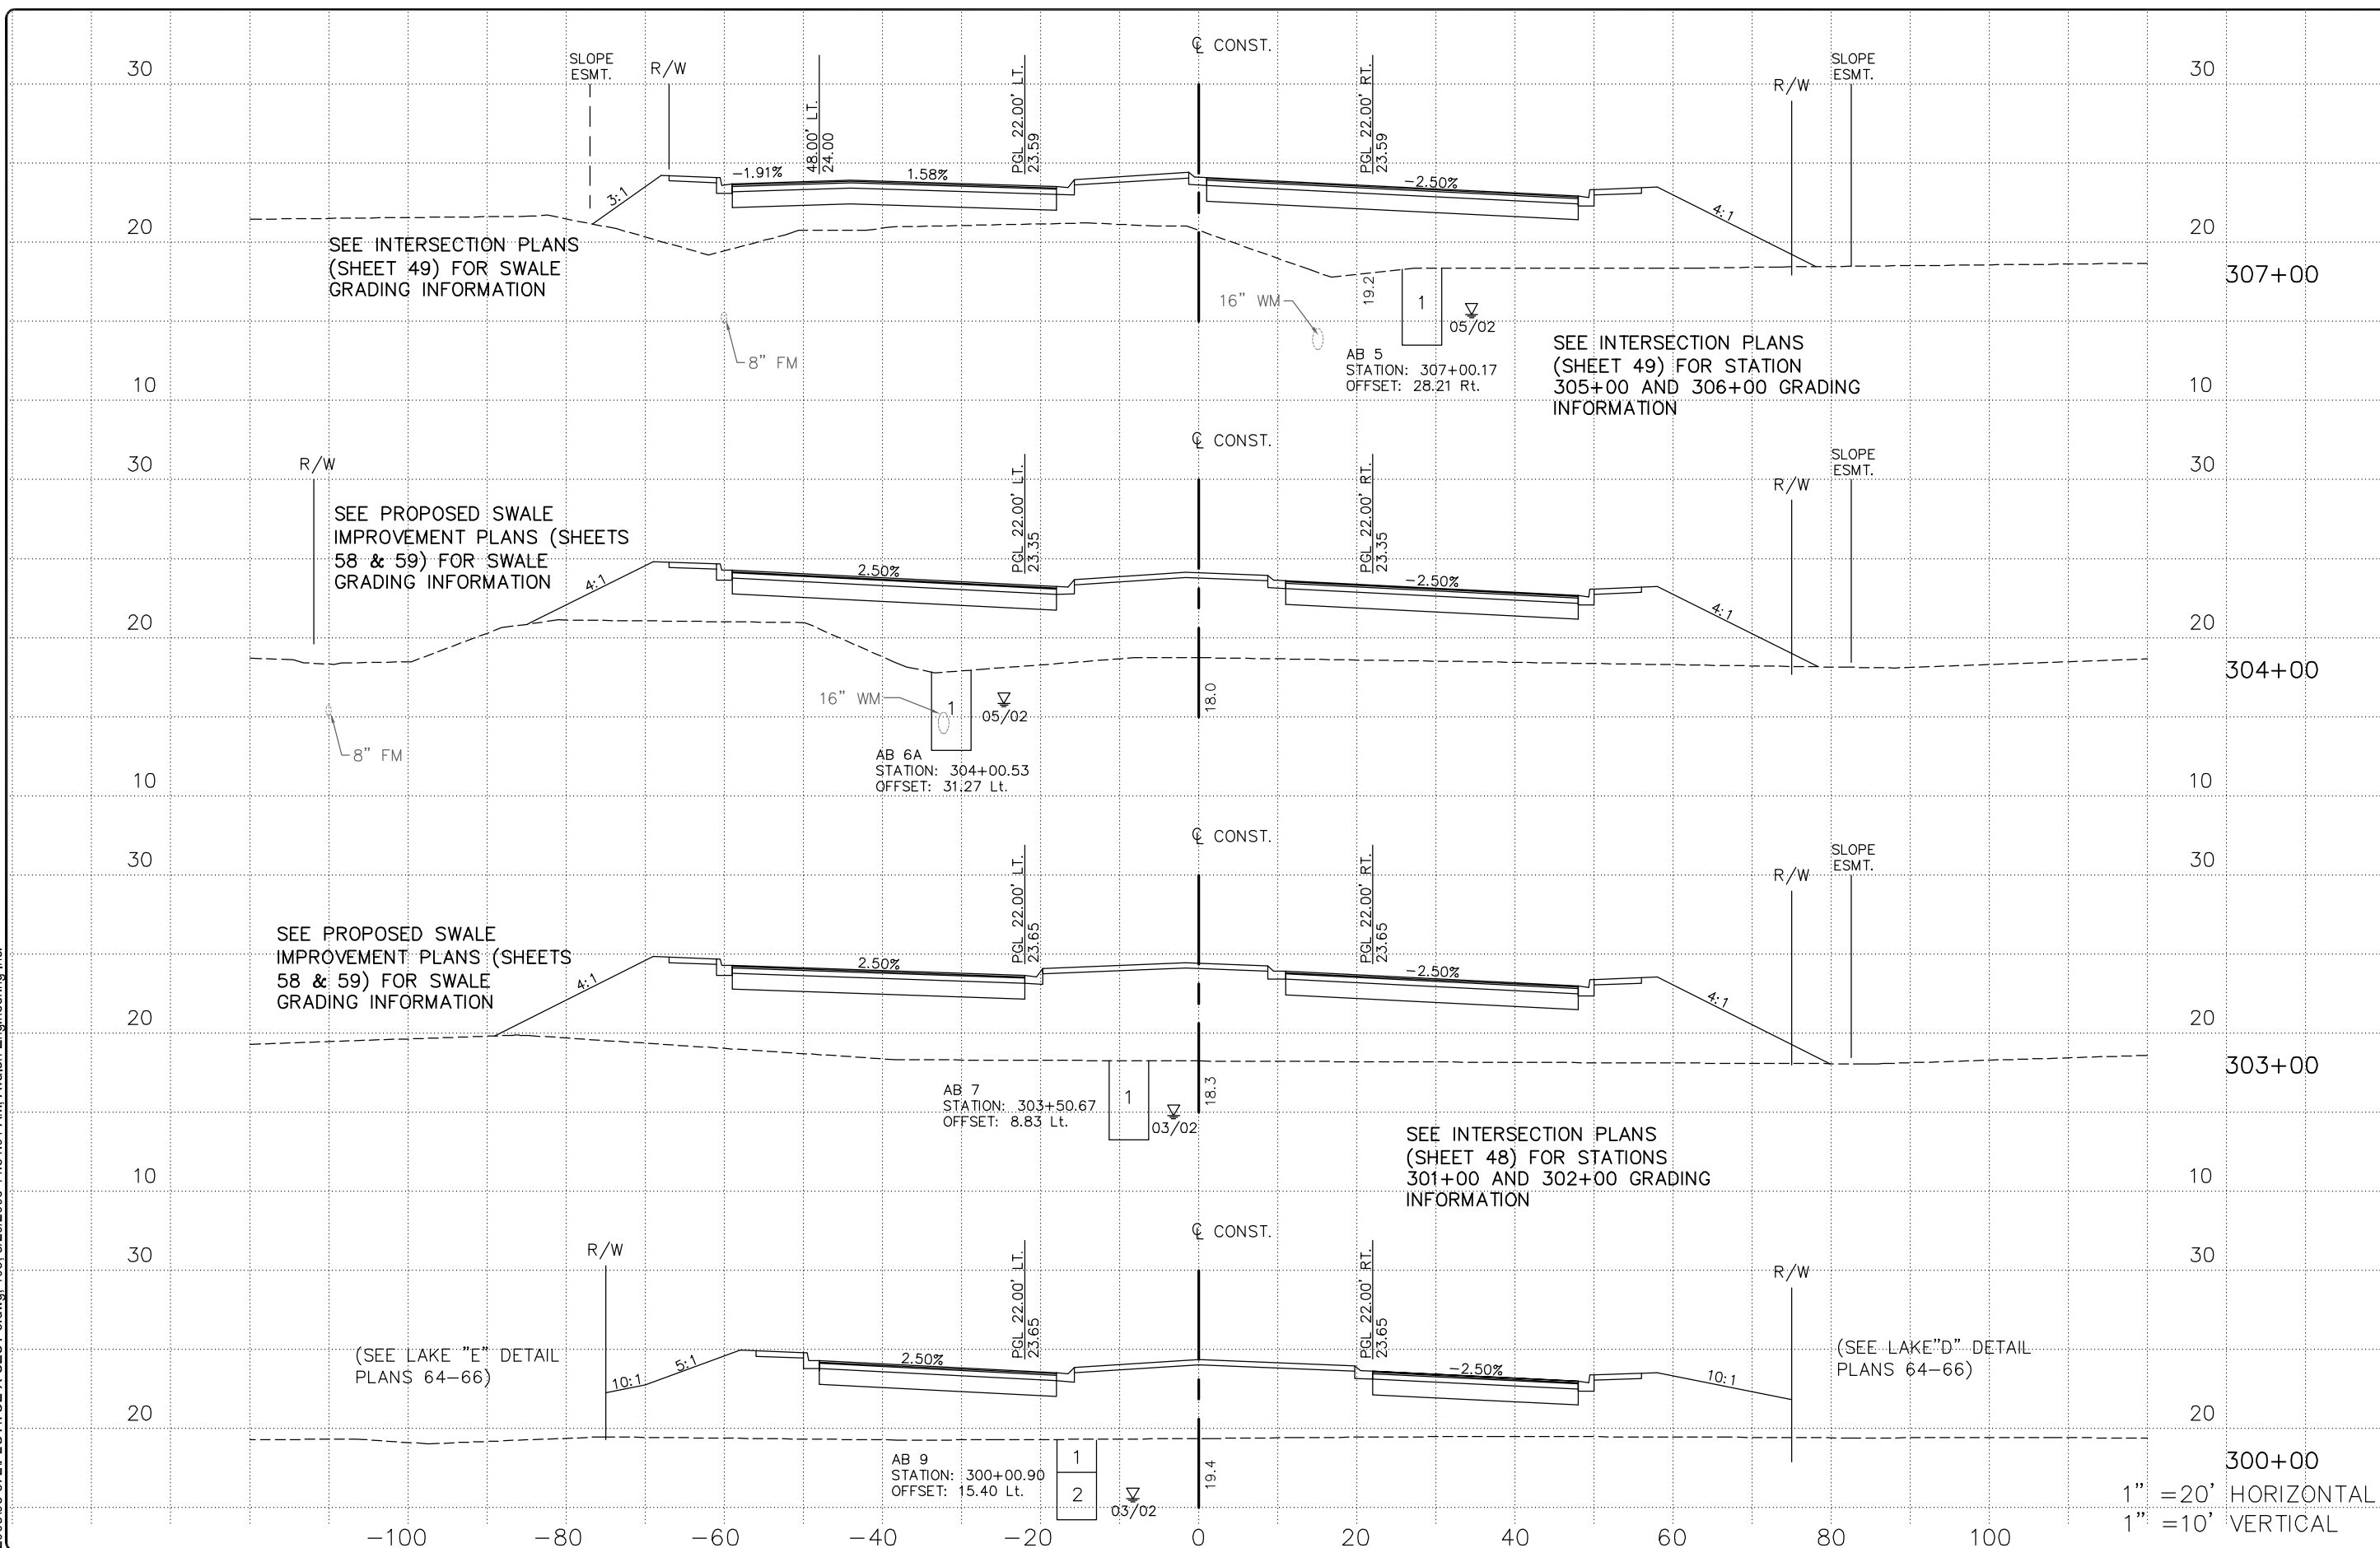 ℄ CONST.
SLOPE
ESMT.
R/W
48.00' LT.
24.00
PGL 22.00' LT.
23.59
PGL 22.00' RT.
23.59
R/W
SLOPE
ESMT.
30
30
3:1
-1.91%
1.58%
-2.50%
4:1
20
20
SEE INTERSECTION PLANS
(SHEET 49) FOR SWALE
GRADING INFORMATION
307+00
16" WM
19.2
1
05/02
8" FM
AB 5
STATION: 307+00.17
OFFSET: 28.21 Rt.
SEE INTERSECTION PLANS
(SHEET 49) FOR STATION
305+00 AND 306+00 GRADING
INFORMATION
10
10
℄ CONST.
30
R/W
PGL 22.00' LT.
23.35
PGL 22.00' RT.
23.35
R/W
SLOPE
ESMT.
30
SEE PROPOSED SWALE
IMPROVEMENT PLANS (SHEETS
58 & 59) FOR SWALE
GRADING INFORMATION
4:1
2.50%
-2.50%
4:1
20
20
304+00
16" WM
1
05/02
18.0
8" FM
AB 6A
STATION: 304+00.53
OFFSET: 31.27 Lt.
10
10
℄ CONST.
30
PGL 22.00' LT.
23.65
PGL 22.00' RT.
23.65
R/W
SLOPE
ESMT.
30
SEE PROPOSED SWALE
IMPROVEMENT PLANS (SHEETS
58 & 59) FOR SWALE
GRADING INFORMATION
4:1
2.50%
-2.50%
4:1
20
20
303+00
AB 7
STATION: 303+50.67
OFFSET: 8.83 Lt.
1
03/02
18.3
SEE INTERSECTION PLANS
(SHEET 48) FOR STATIONS
301+00 AND 302+00 GRADING
INFORMATION
10
10
℄ CONST.
30
R/W
PGL 22.00' LT.
23.65
PGL 22.00' RT.
23.65
R/W
30
(SEE LAKE "E" DETAIL
PLANS 64-66)
10:1
5:1
2.50%
-2.50%
10:1
(SEE LAKE"D" DETAIL
PLANS 64-66)
20
20
AB 9
STATION: 300+00.90
OFFSET: 15.40 Lt.
1
2
03/02
19.4
300+00
1" =20' HORIZONTAL
1" =10' VERTICAL
-100 -80 -60 -40 -20 0 20 40 60 80 100